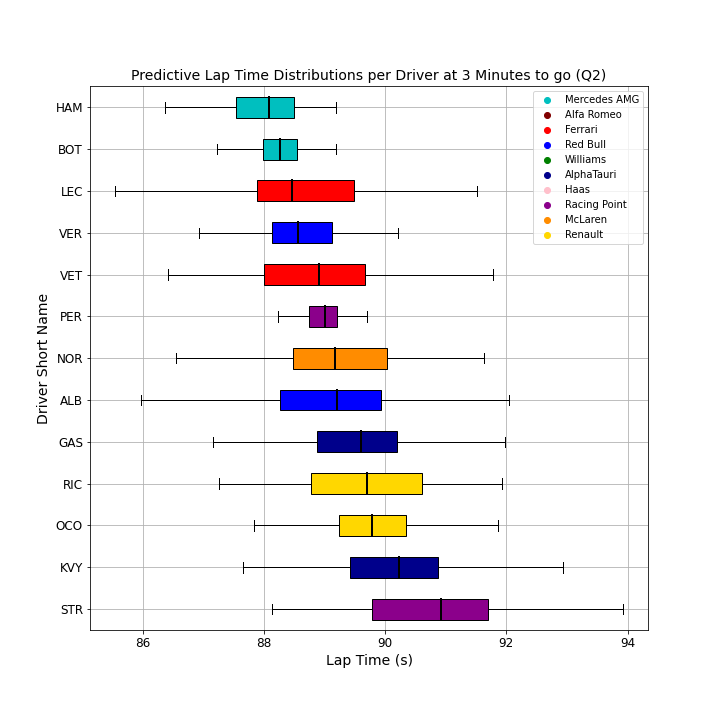 Predictive Lap Time Distributions per Driver at 3 Minutes to go (Q2)
HAM
BOT
LEC
VER
VET
PER
NOR
ALB
GAS
RIC
OCO
KVY
STR
Driver Short Name
Mercedes AMG
Alfa Romeo
Ferrari
Red Bull
Williams
AlphaTauri
Haas
Racing Point
McLaren
Renault
86 88 90 92 94
Lap Time (s)